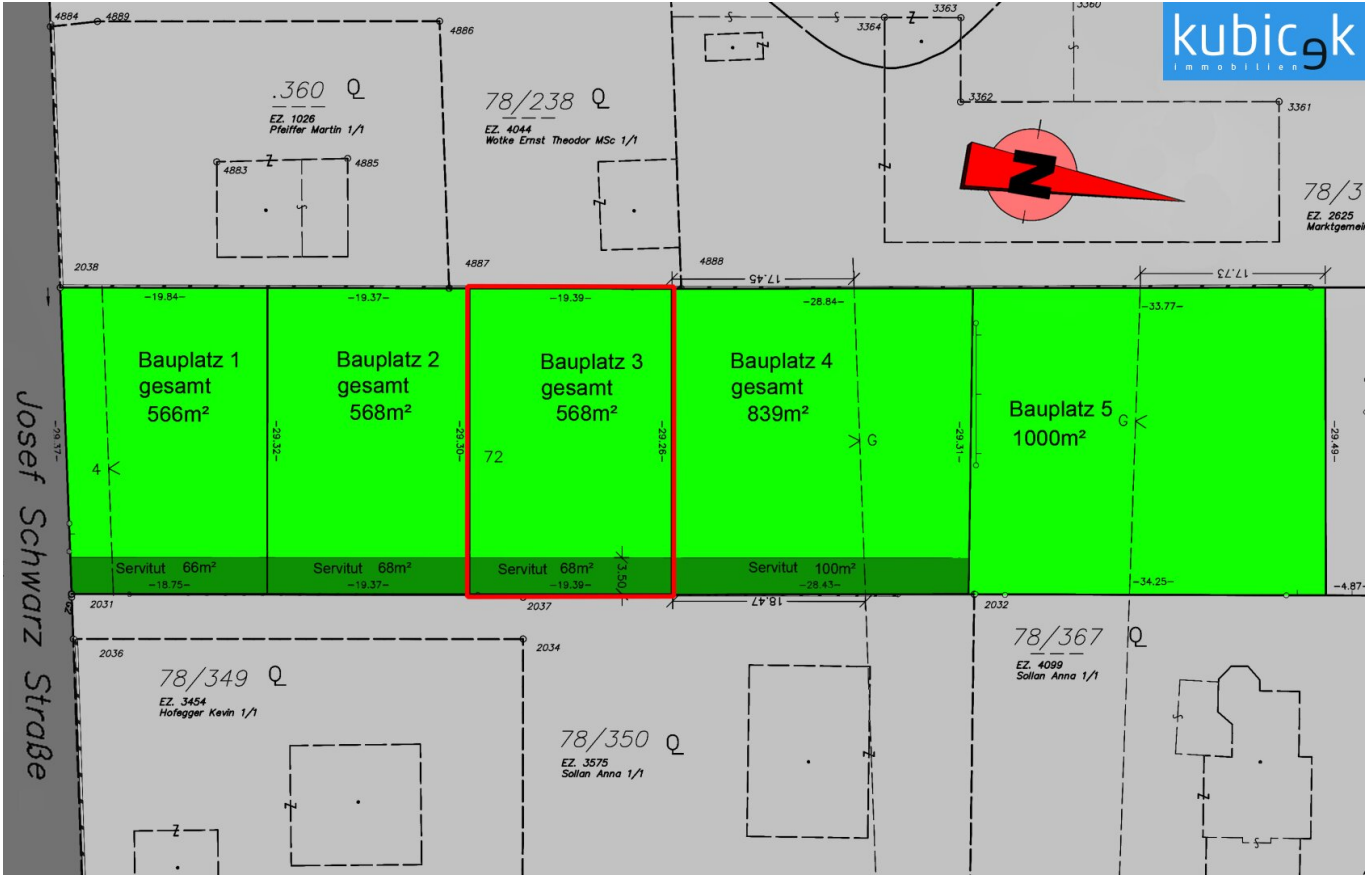 4884
4889
4886
3364
3363
3360
kubicek
immobilien
.360 Q
EZ. 1026
Pfeiffer Martin 1/1
78/238 Q
EZ. 4044
Wotke Ernst Theodor MSc 1/1
3362
3361
Z
4883
4885
N
78/3
EZ. 2625
Marktgemei
2038
4887
4888
17.45
17.73
-19.84-
-19.37-
-19.39-
-28.84-
-33.77-
Bauplatz 1
gesamt
566m²
Bauplatz 2
gesamt
568m²
Bauplatz 3
gesamt
568m²
Bauplatz 4
gesamt
839m²
Bauplatz 5
1000m²
Josef Schwarz Straße
-29.37-
-29.32-
-29.30-
-29.26-
-29.31-
-29.49-
4
72
G
G
Servitut 66m²
-18.75-
Servitut 68m²
-19.37-
Servitut 68m²
-19.39-
3.50
Servitut 100m²
-28.43-
-34.25-
-4.87-
2031
2037
18.47
2032
2036
2034
78/349 Q
EZ. 3454
Hofegger Kevin 1/1
78/350 Q
EZ. 3575
Sollan Anna 1/1
78/367 Q
EZ. 4099
Sollan Anna 1/1